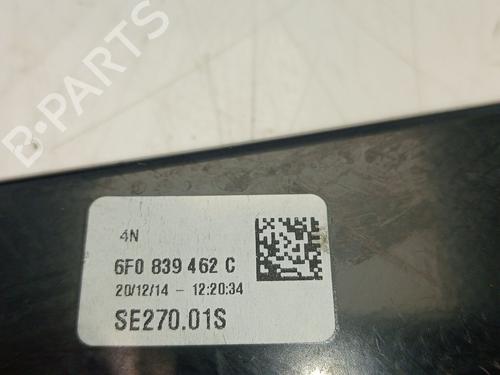 B-PARTS
4N
6F0 839 462 C
20/12/14 - 12:20:34
SE270.01S